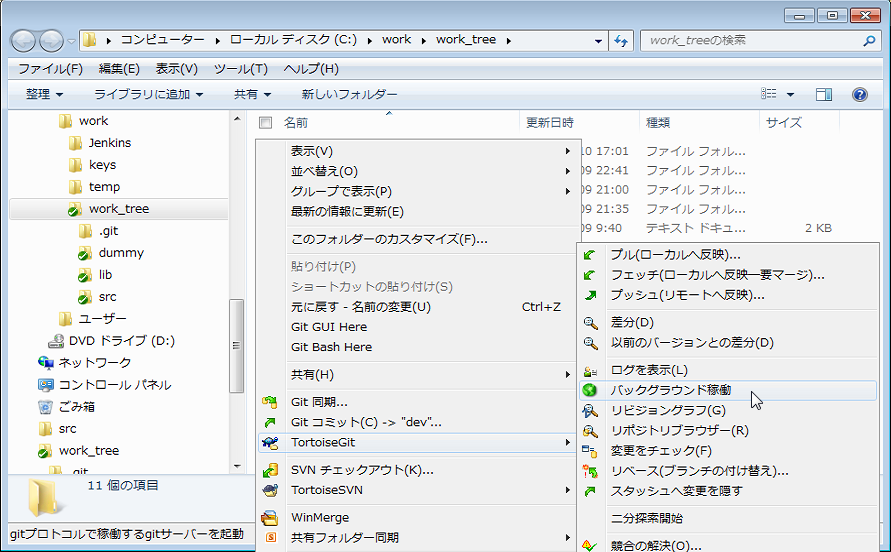 コンピューター ▸ ローカル ディスク (C:) ▸ work ▸ work_tree ▸
work_treeの検索
ファイル(F) 編集(E) 表示(V) ツール(T) ヘルプ(H)
整理 ライブラリに追加 共有 新しいフォルダー
work
Jenkins
keys
temp
work_tree
.git
dummy
lib
src
ユーザー
DVD ドライブ (D:)
ネットワーク
コントロール パネル
ごみ箱
src
work_tree
.git
名前 更新日時 種類 サイズ
10 17:01 ファイル フォル...
09 22:41 ファイル フォル...
09 21:00 ファイル フォル...
09 21:35 ファイル フォル...
09 9:40 テキスト ドキュ... 2 KB
表示(V)
並べ替え(O)
グループで表示(P)
最新の情報に更新(E)
このフォルダーのカスタマイズ(F)...
貼り付け(P)
ショートカットの貼り付け(S)
元に戻す - 名前の変更(U) Ctrl+Z
Git GUI Here
Git Bash Here
共有(H)
Git 同期...
Git コミット(C) -> "dev"...
TortoiseGit
SVN チェックアウト(K)...
TortoiseSVN
WinMerge
共有フォルダー同期
プル(ローカルへ反映)...
フェッチ(ローカルへ反映―要マージ)...
プッシュ(リモートへ反映)...
差分(D)
以前のバージョンとの差分(D)
ログを表示(L)
バックグラウンド稼働
リビジョングラフ(G)
リポジトリブラウザー(R)
変更をチェック(F)
リベース(ブランチの付け替え)...
スタッシュへ変更を隠す
二分探索開始
競合の解決(O)...
11 個の項目
gitプロトコルで稼働するgitサーバーを起動